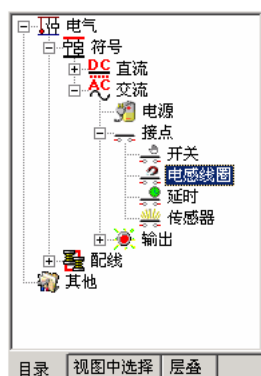 电气
符号
DC 直流
AC 交流
电源
接点
开关
电感线圈
延时
传感器
输出
配线
其他
目录 视图中选择 层叠